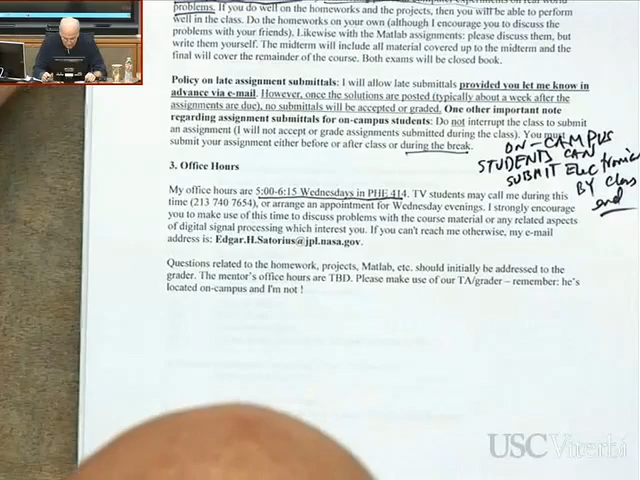 problems. If you do well on the homeworks and the projects, then you will be able to perform
well in the class. Do the homeworks on your own (although I encourage you to discuss the
problems with your friends). Likewise with the Matlab assignments: please discuss them, but
write them yourself. The midterm will include all material covered up to the midterm and the
final will cover the remainder of the course. Both exams will be closed book.
Policy on late assignment submittals: I will allow late submittals provided you let me know in
advance via e-mail. However, once the solutions are posted (typically about a week after the
assignments are due), no submittals will be accepted or graded. One other important note
regarding assignment submittals for on-campus students: Do not interrupt the class to submit
an assignment (I will not accept or grade assignments submitted during the class). You must
submit your assignment either before or after class or during the break.
ON-CAMPUS
STUDENTS CAN
SUBMIT Electronics
BY Class
end
3. Office Hours
My office hours are 5:00-6:15 Wednesdays in PHE 414. TV students may call me during this
time (213 740 7654), or arrange an appointment for Wednesday evenings. I strongly encourage
you to make use of this time to discuss problems with the course material or any related aspects
of digital signal processing which interest you. If you can't reach me otherwise, my e-mail
address is: Edgar.H.Satorius@jpl.nasa.gov.
Questions related to the homework, projects, Matlab, etc. should initially be addressed to the
grader. The mentor's office hours are TBD. Please make use of our TA/grader – remember: he's
located on-campus and I'm not !
USC Viterbi